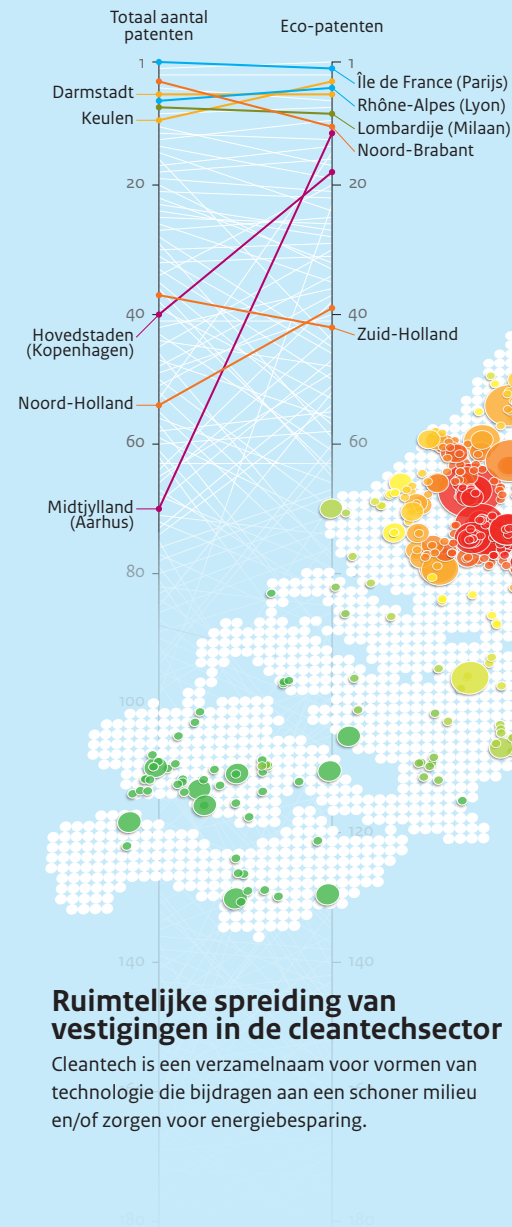 Totaal aantal
patenten
Eco-patenten
1
1
Darmstadt
Keulen
Île de France (Parijs)
Rhône-Alpes (Lyon)
Lombardije (Milaan)
Noord-Brabant
20
20
40
40
Hovedstaden
(Kopenhagen)
Zuid-Holland
Noord-Holland
60
60
Midtjylland
(Aarhus)
80
100
120
140
140
Ruimtelijke spreiding van
vestigingen in de cleantechsector
Cleantech is een verzamelnaam voor vormen van
technologie die bijdragen aan een schoner milieu
en/of zorgen voor energiebesparing.
180
180